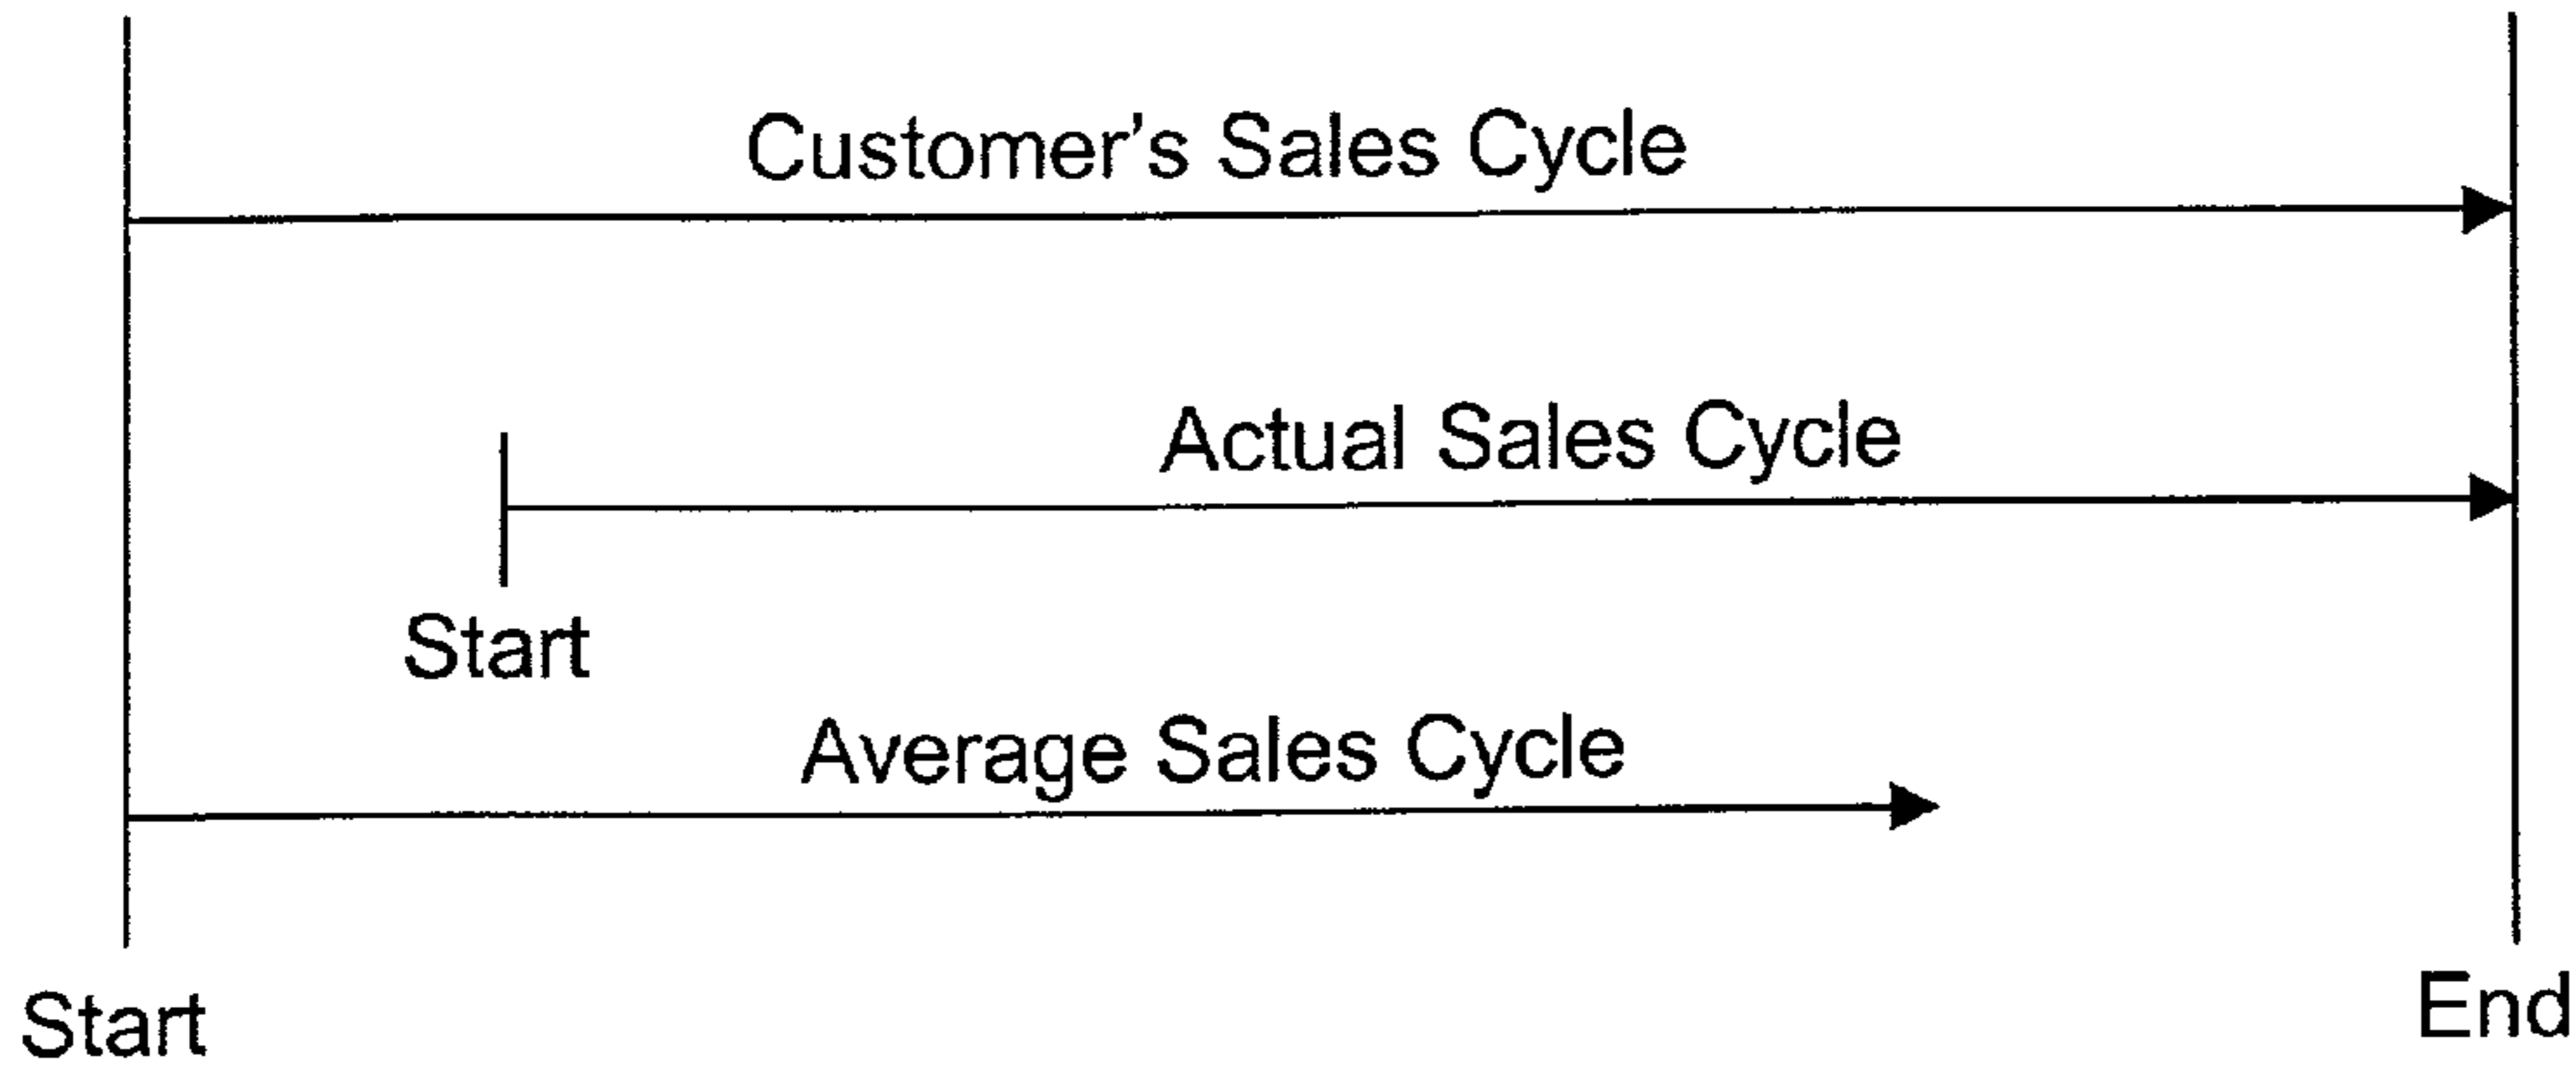 Customer's Sales Cycle
Actual Sales Cycle
Start
Average Sales Cycle
Start
End